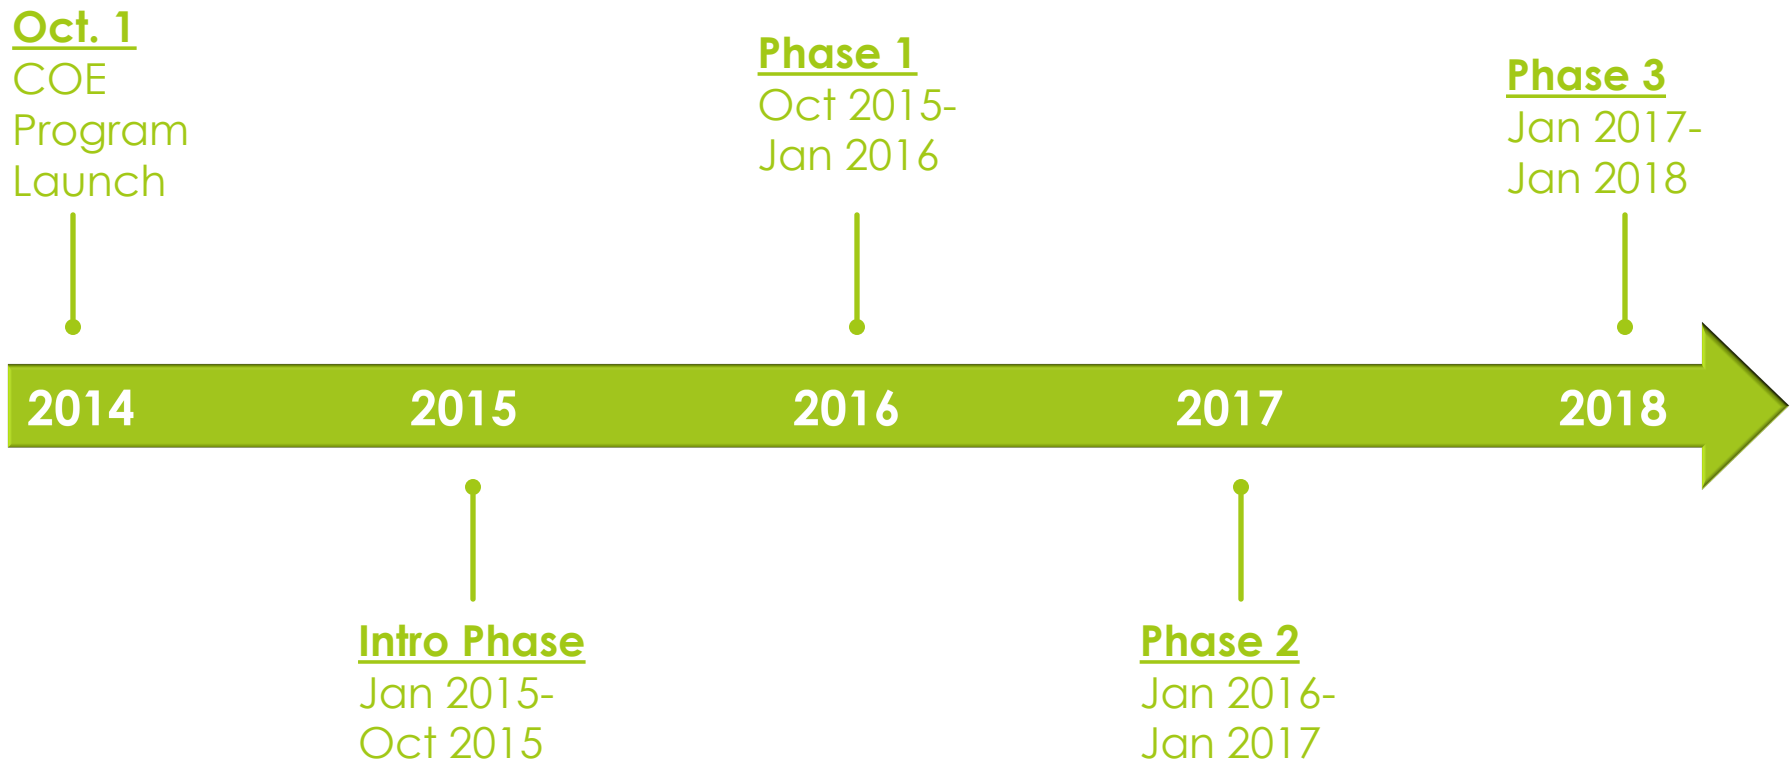 Oct. 1
COE
Program
Launch
Phase 1
Oct 2015-
Jan 2016
Phase 3
Jan 2017-
Jan 2018
2014
2015
2016
2017
2018
Intro Phase
Jan 2015-
Oct 2015
Phase 2
Jan 2016-
Jan 2017